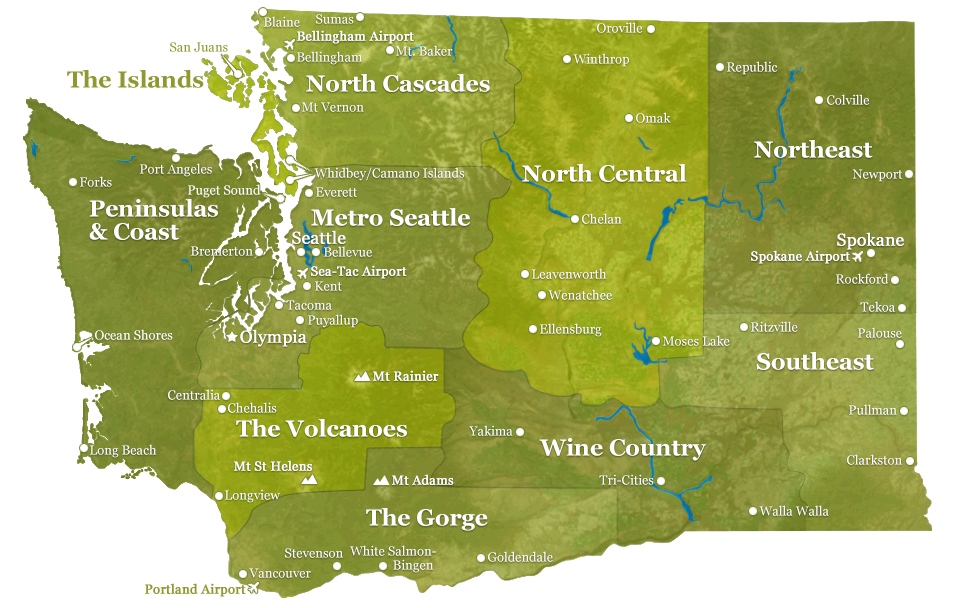 Blaine
Sumas
Oroville
San Juans
Bellingham Airport
Mt. Baker
Bellingham
Winthrop
Republic
The Islands
North Cascades
Mt Vernon
Colville
Omak
Northeast
Port Angeles
Whidbey/Camano Islands
North Central
Newport
Forks
Puget Sound
Everett
Peninsulas
& Coast
Metro Seattle
Chelan
Seattle
Spokane
Bremerton
Bellevue
Spokane Airport
Sea-Tac Airport
Leavenworth
Rockford
Kent
Wenatchee
Tacoma
Tekoa
Puyallup
Ellensburg
Ritzville
Ocean Shores
Olympia
Moses Lake
Palouse
Southeast
Mt Rainier
Centralia
Chehalis
Pullman
The Volcanoes
Yakima
Wine Country
Long Beach
Clarkston
Mt St Helens
Mt Adams
Tri-Cities
Longview
The Gorge
Walla Walla
Stevenson
White Salmon-
Bingen
Goldendale
Vancouver
Portland Airport